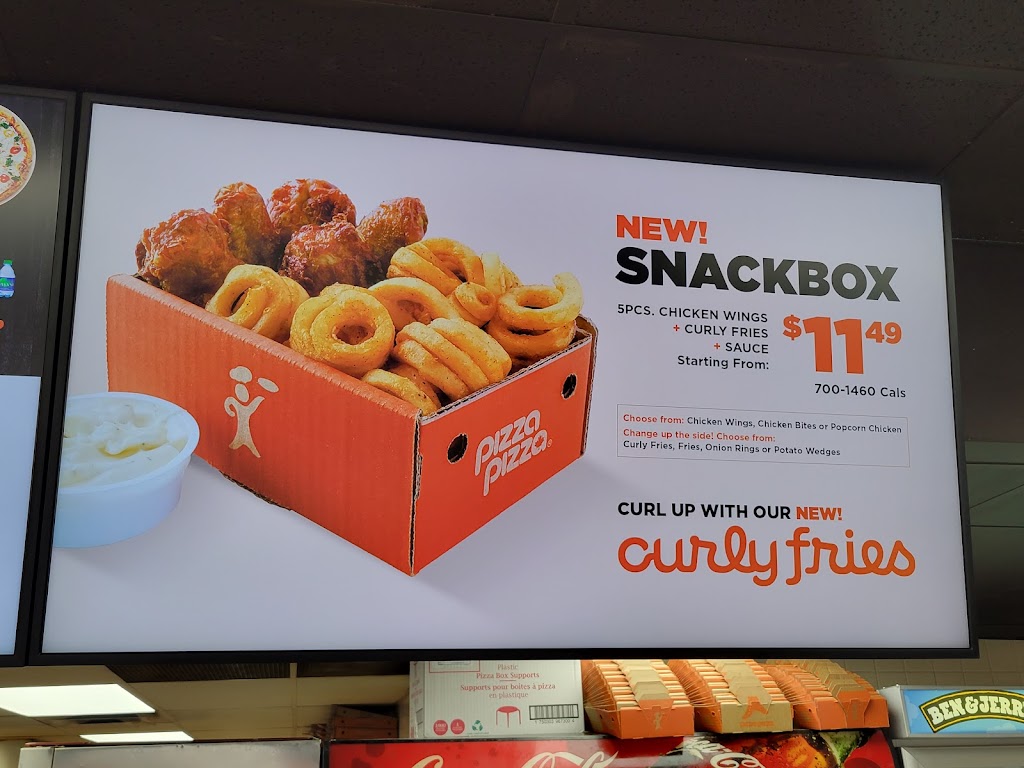 NEW!
SNACKBOX
5PCS. CHICKEN WINGS
+ CURLY FRIES
+ SAUCE
Starting From:
$11 49
700-1460 Cals
Choose from: Chicken Wings, Chicken Bites or Popcorn Chicken
Change up the side! Choose from:
Curly Fries, Fries, Onion Rings or Potato Wedges
CURL UP WITH OUR NEW!
curly fries
pizza
pizza®
Plastic
Pizza Box Supports
Supports pour boîtes à pizza
en plastique
BEN & JERRY